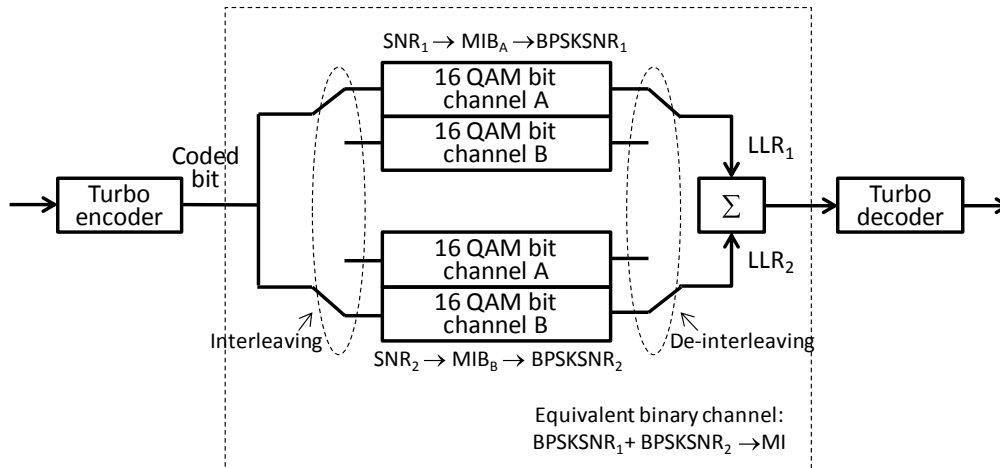 SNR₁ → MIB_A → BPSKSNR₁
16 QAM bit
channel A
16 QAM bit
channel B
Coded
bit
Turbo
encoder
LLR₁
Σ
Turbo
decoder
LLR₂
16 QAM bit
channel A
16 QAM bit
channel B
Interleaving
De-interleaving
SNR₂ → MIB_B → BPSKSNR₂
Equivalent binary channel:
BPSKSNR₁+ BPSKSNR₂ →MI